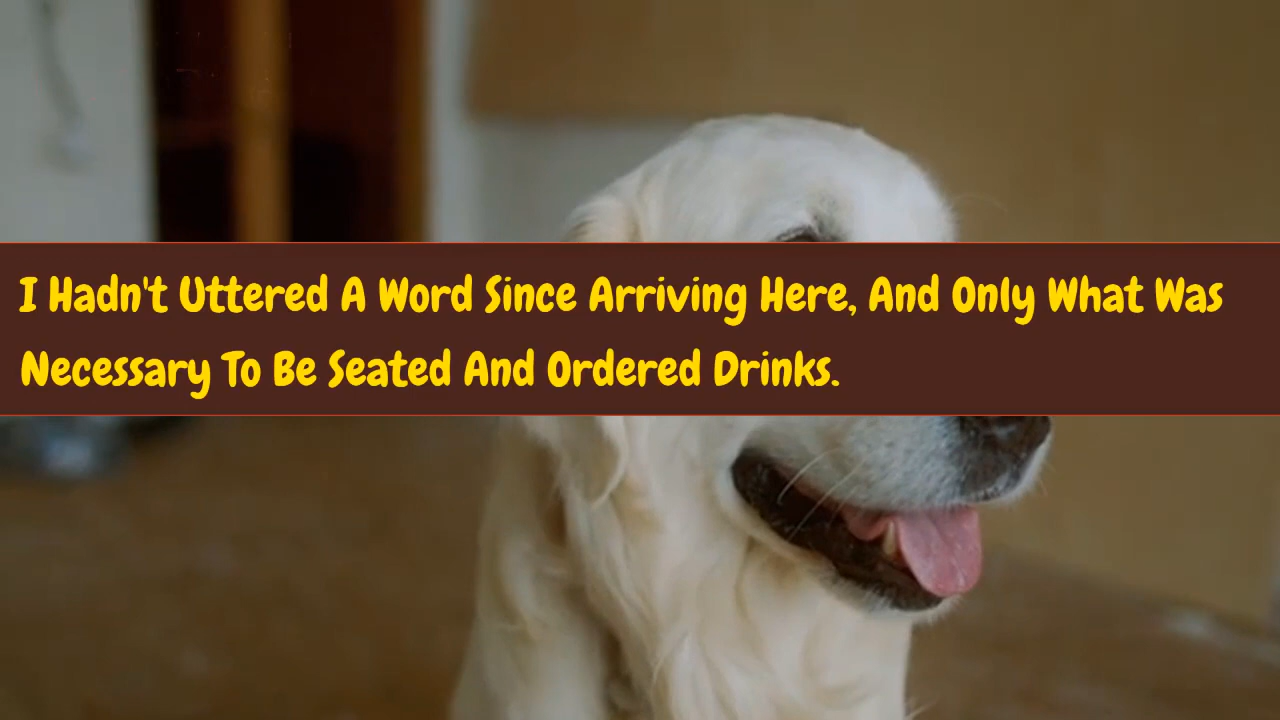 I Hadn't Uttered A Word Since Arriving Here, And Only What Was
Necessary To Be Seated And Ordered Drinks.